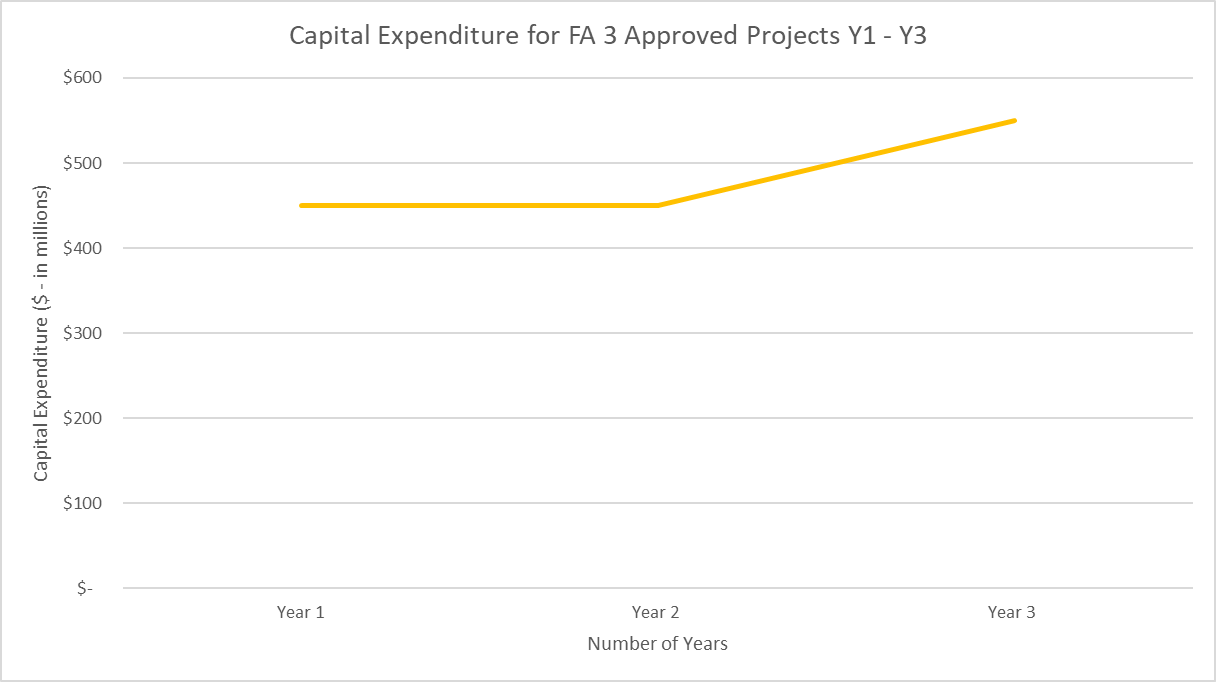 Capital Expenditure for FA 3 Approved Projects Y1 - Y3
Capital Expenditure ($ - in millions)
$600
$500
$400
$300
$200
$100
$-
Year 1
Year 2
Year 3
Number of Years